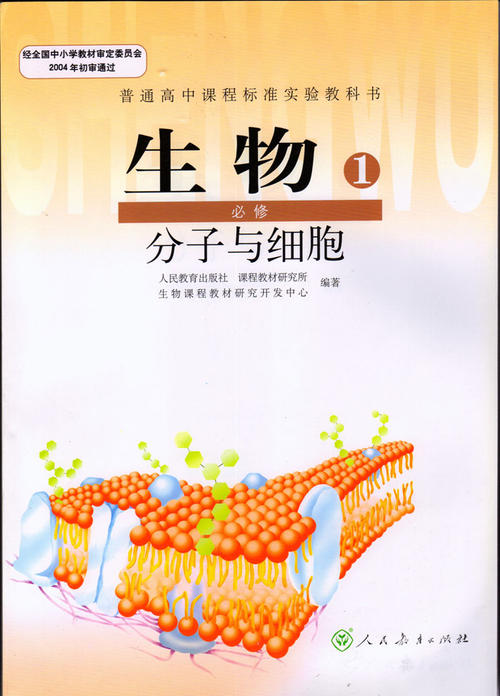 SHENGWU
经全国中小学教材审定委员会
2004年初审通过
普通高中课程标准实验教科书
生物 1
必修
分子与细胞
人民教育出版社 课程教材研究所
生物课程教材研究开发中心
编著
人民教育出版社